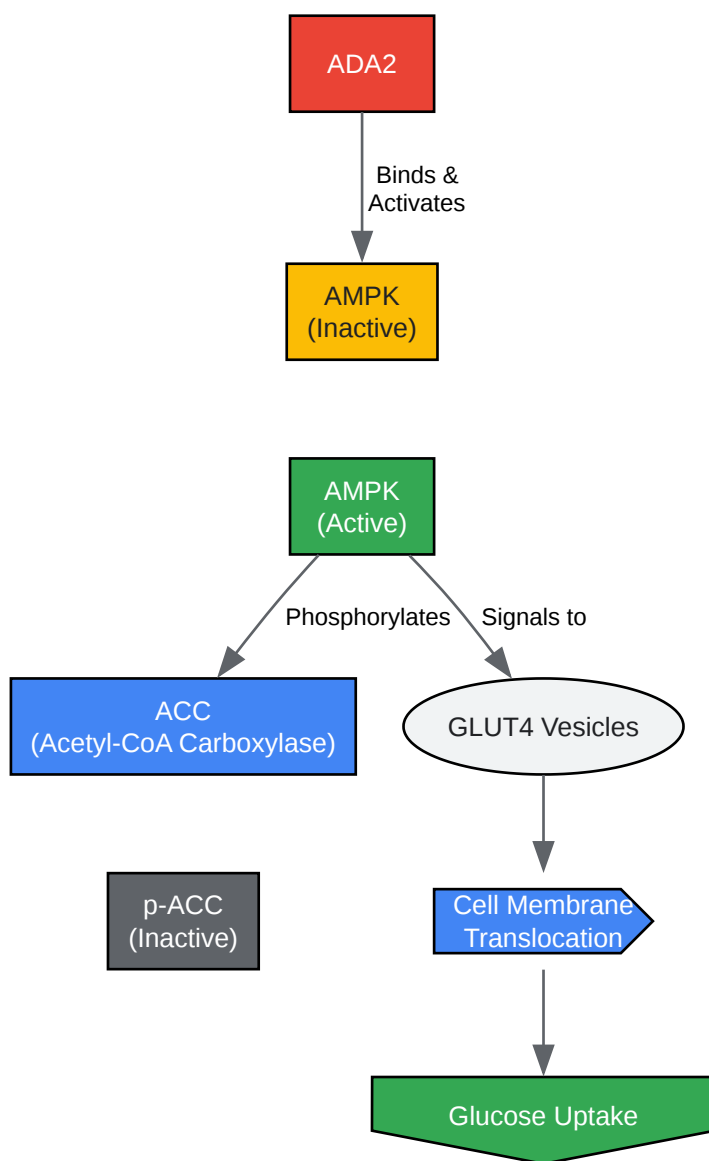 ADA2
Binds &
Activates
AMPK
(Inactive)
AMPK
(Active)
Phosphorylates
Signals to
ACC
(Acetyl-CoA Carboxylase)
GLUT4 Vesicles
p-ACC
(Inactive)
Cell Membrane
Translocation
Glucose Uptake